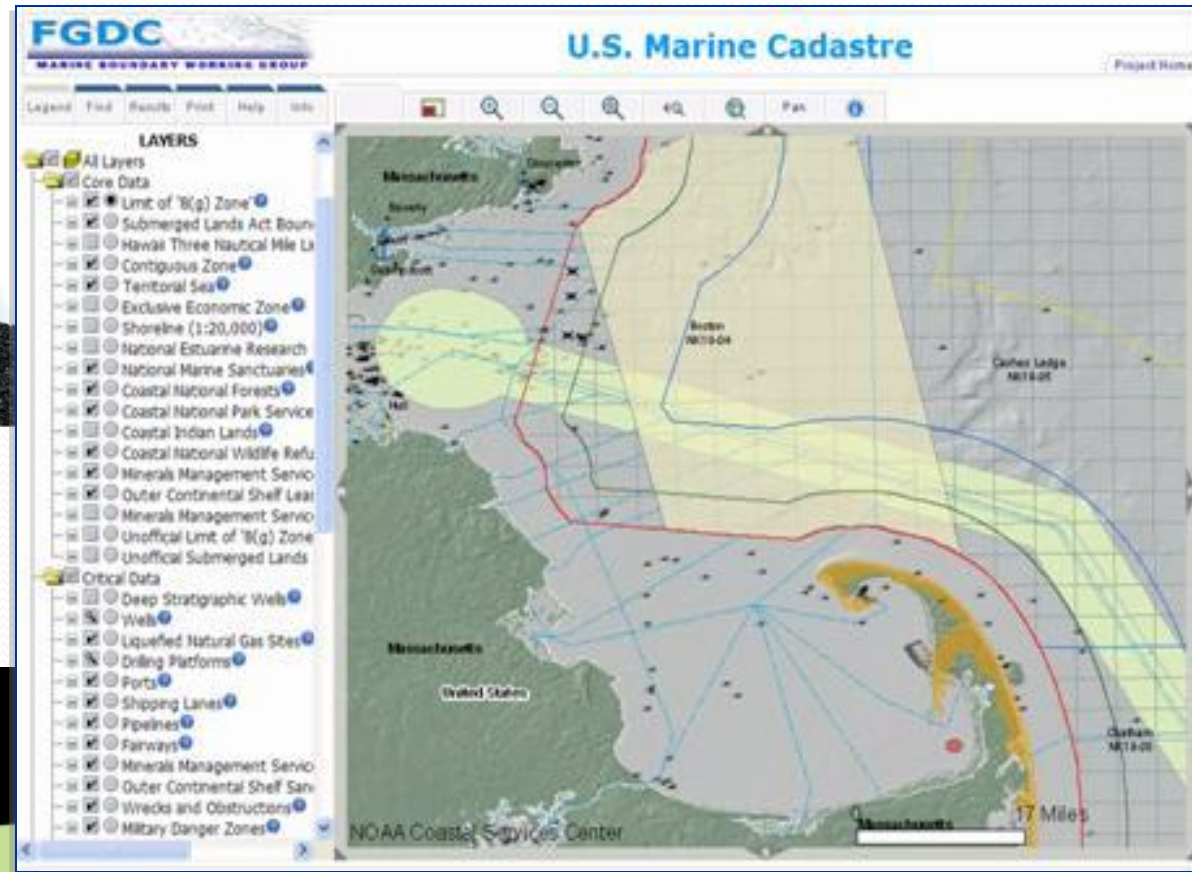 FGDC
MARINE BOUNDARY WORKING GROUP
U.S. Marine Cadastre
Project Home
Legend Find Results Print Help Info
Pan
LAYERS
All Layers
Core Data
Limit of '8(g) Zone'
Submerged Lands Act Boun
Hawaii Three Nautical Mile Li
Contiguous Zone
Territorial Sea
Exclusive Economic Zone
Shoreline (1:20,000)
National Estuarine Research
National Marine Sanctuaries
Coastal National Forests
Coastal National Park Service
Coastal Indian Lands
Coastal National Wildlife Refu
Minerals Management Servic
Outer Continental Shelf Leas
Minerals Management Servic
Unoffical Limit of '8(g) Zone
Unoffical Submerged Lands
Critical Data
Deep Stratigraphic Wells
Wells
Liquefied Natural Gas Sites
Drilling Platforms
Ports
Shipping Lanes
Pipelines
Fairways
Minerals Management Servic
Outer Continental Shelf San
Wrecks and Obstructions
Military Danger Zones
Massachusetts
Gloucester
Beverly
Hull
Boston
NK19-04
Cashes Ledge
NK19-05
Massachusetts
United States
Chatham
Massachusetts
0
17 Miles
NOAA Coastal Services Center